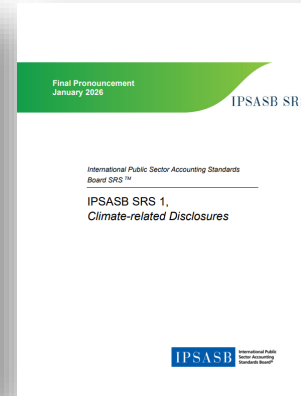 Final Pronouncement
January 2026
IPSASB SR
International Public Sector Accounting Standards
Board SRS ™
IPSASB SRS 1,
Climate-related Disclosures
IPSASB
International Public
Sector Accounting
Standards Board®